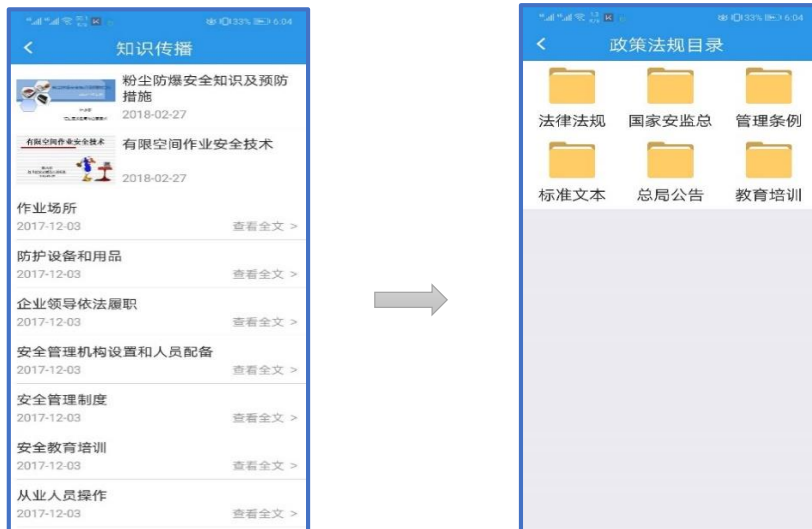 33% 6:04
知识传播
粉尘防爆安全知识及预防
措施
2018-02-27
有限空间作业安全技术
有限空间作业安全技术
2018-02-27
作业场所
2017-12-03 查看全文 >
防护设备和用品
2017-12-03 查看全文 >
企业领导依法履职
2017-12-03 查看全文 >
安全管理机构设置和人员配备
2017-12-03 查看全文 >
安全管理制度
2017-12-03 查看全文 >
安全教育培训
2017-12-03 查看全文 >
从业人员操作
2017-12-03 查看全文 >
33% 6:04
政策法规目录
法律法规 国家安监总 管理条例
标准文本 总局公告 教育培训